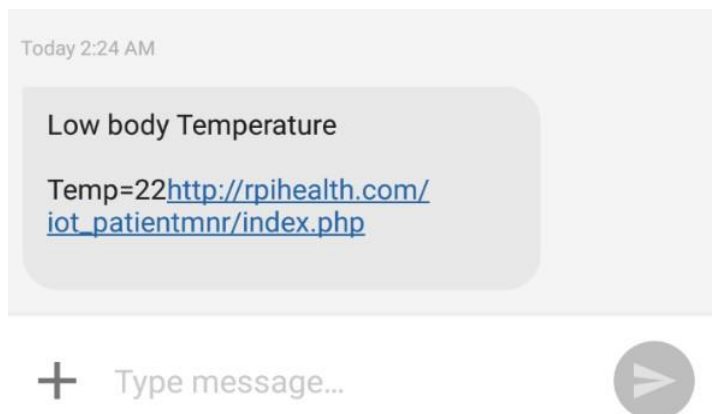 Today 2:24 AM
Low body Temperature
Temp=22http://rpihealth.com/
iot_patientmnr/index.php
Type message...